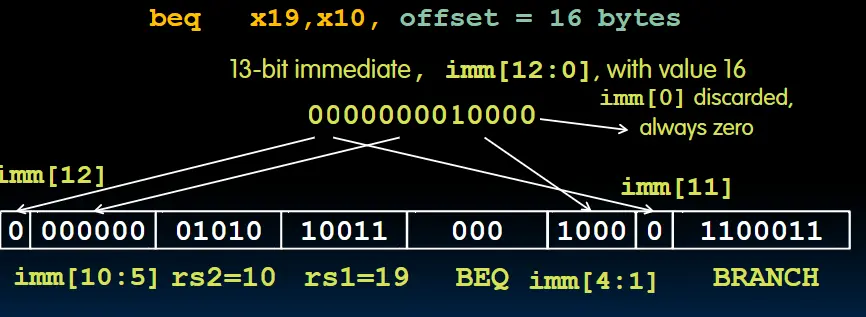 beq x19,x10, offset = 16 bytes
13-bit immediate, imm[12:0], with value 16
0000000010000
imm[0] discarded,
always zero
imm[12]
imm[11]
0 000000 01010 10011 000 1000 0 1100011
imm[10:5] rs2=10 rs1=19 BEQ imm[4:1] BRANCH